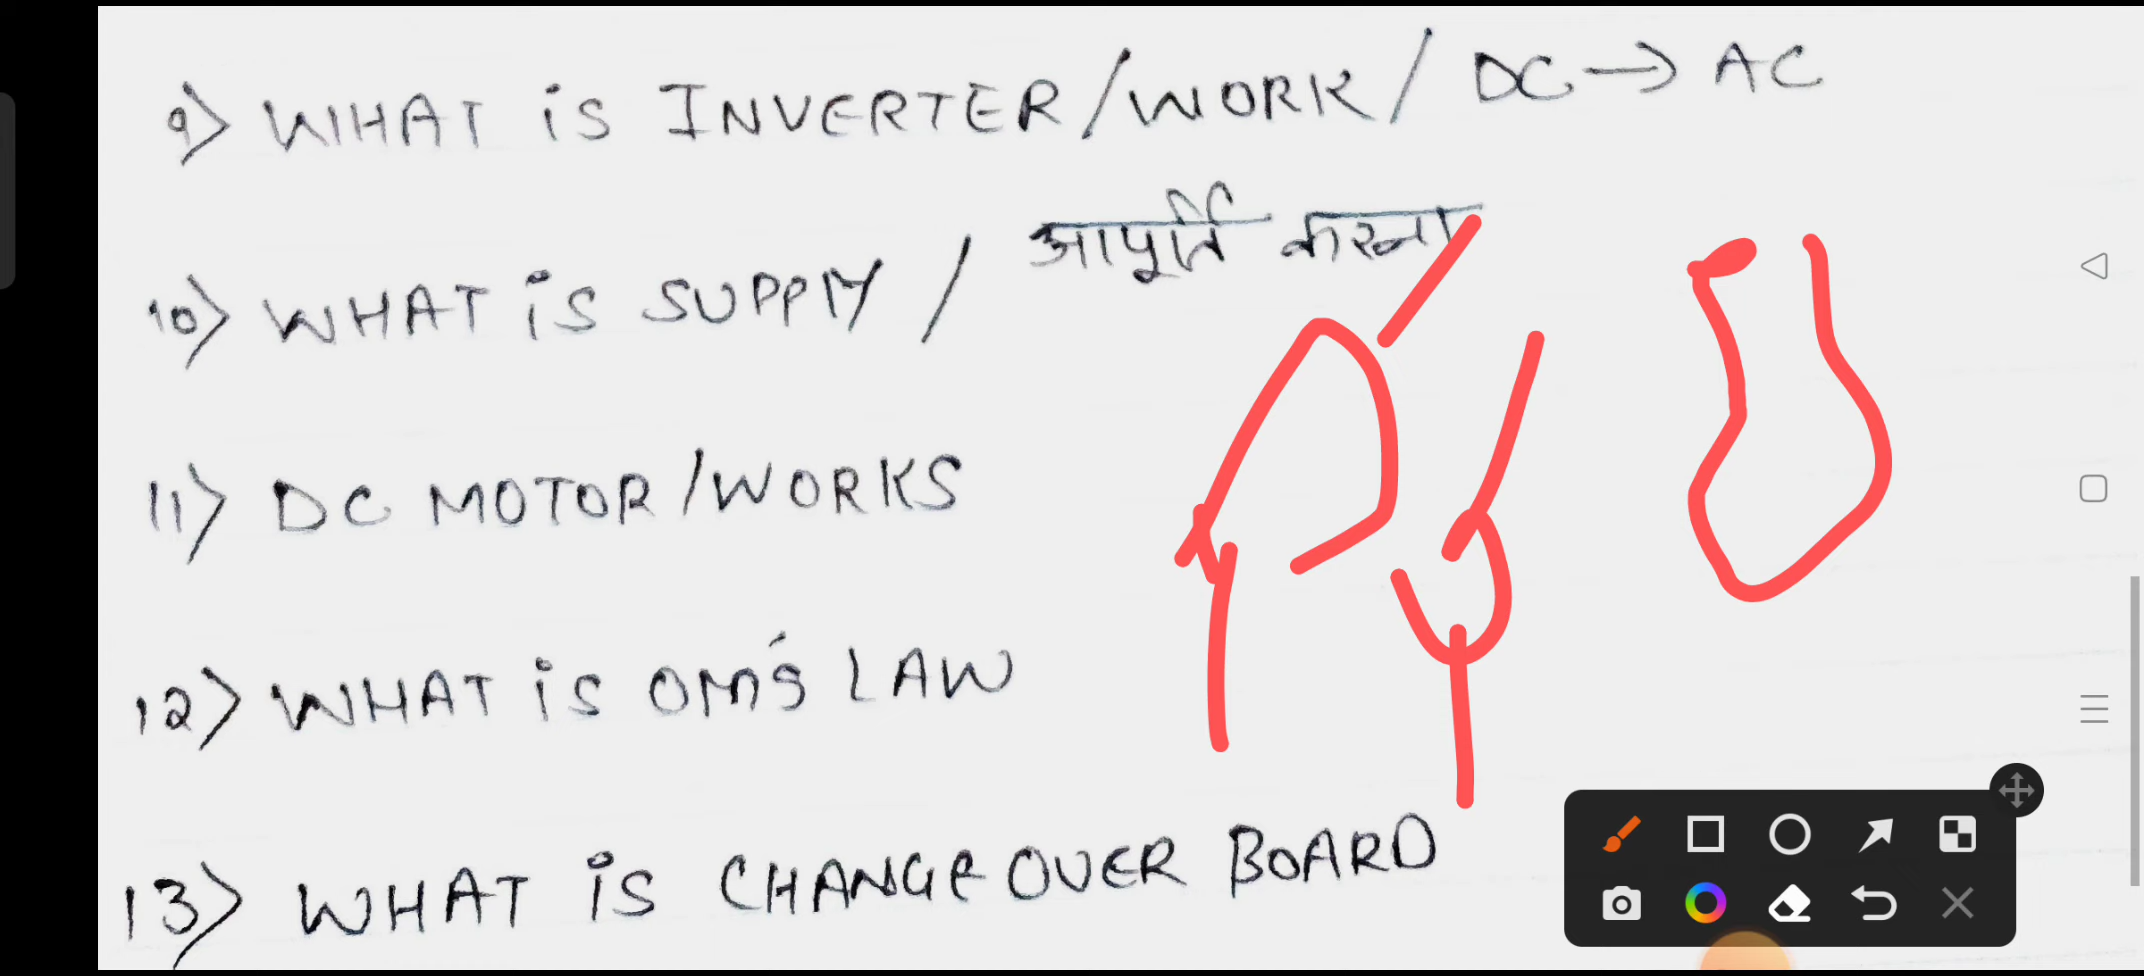 9) WHAT iS INVERTER/WORK/ DC → AC
10) WHAT iS SUPPlY / आपूर्ति करना
11) DC MOTOR/WORKS
12) WHAT iS OM'S LAW
13) WHAT iS CHANGE OVER BOARD